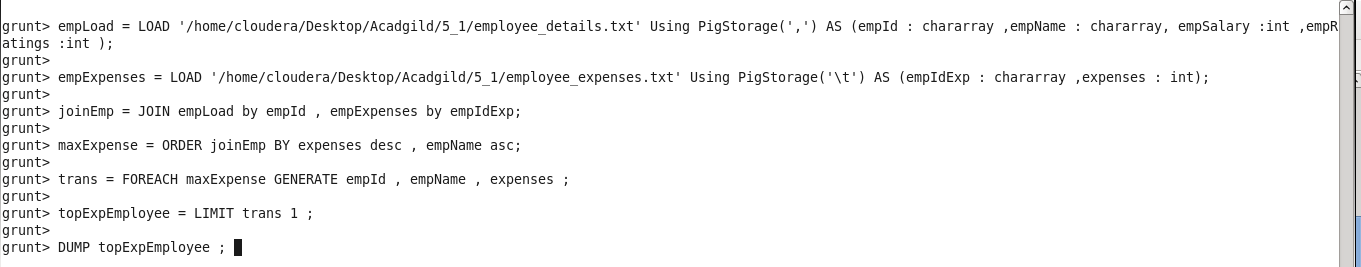 grunt> empLoad = LOAD '/home/cloudera/Desktop/Acadgild/5_1/employee_details.txt' Using PigStorage(',') AS (empId : chararray ,empName : chararray, empSalary :int ,empR
atings :int );
grunt>
grunt> empExpenses = LOAD '/home/cloudera/Desktop/Acadgild/5_1/employee_expenses.txt' Using PigStorage('\t') AS (empIdExp : chararray ,expenses : int);
grunt>
grunt> joinEmp = JOIN empLoad by empId , empExpenses by empIdExp;
grunt>
grunt> maxExpense = ORDER joinEmp BY expenses desc , empName asc;
grunt>
grunt> trans = FOREACH maxExpense GENERATE empId , empName , expenses ;
grunt>
grunt> topExpEmployee = LIMIT trans 1 ;
grunt>
grunt> DUMP topExpEmployee ;